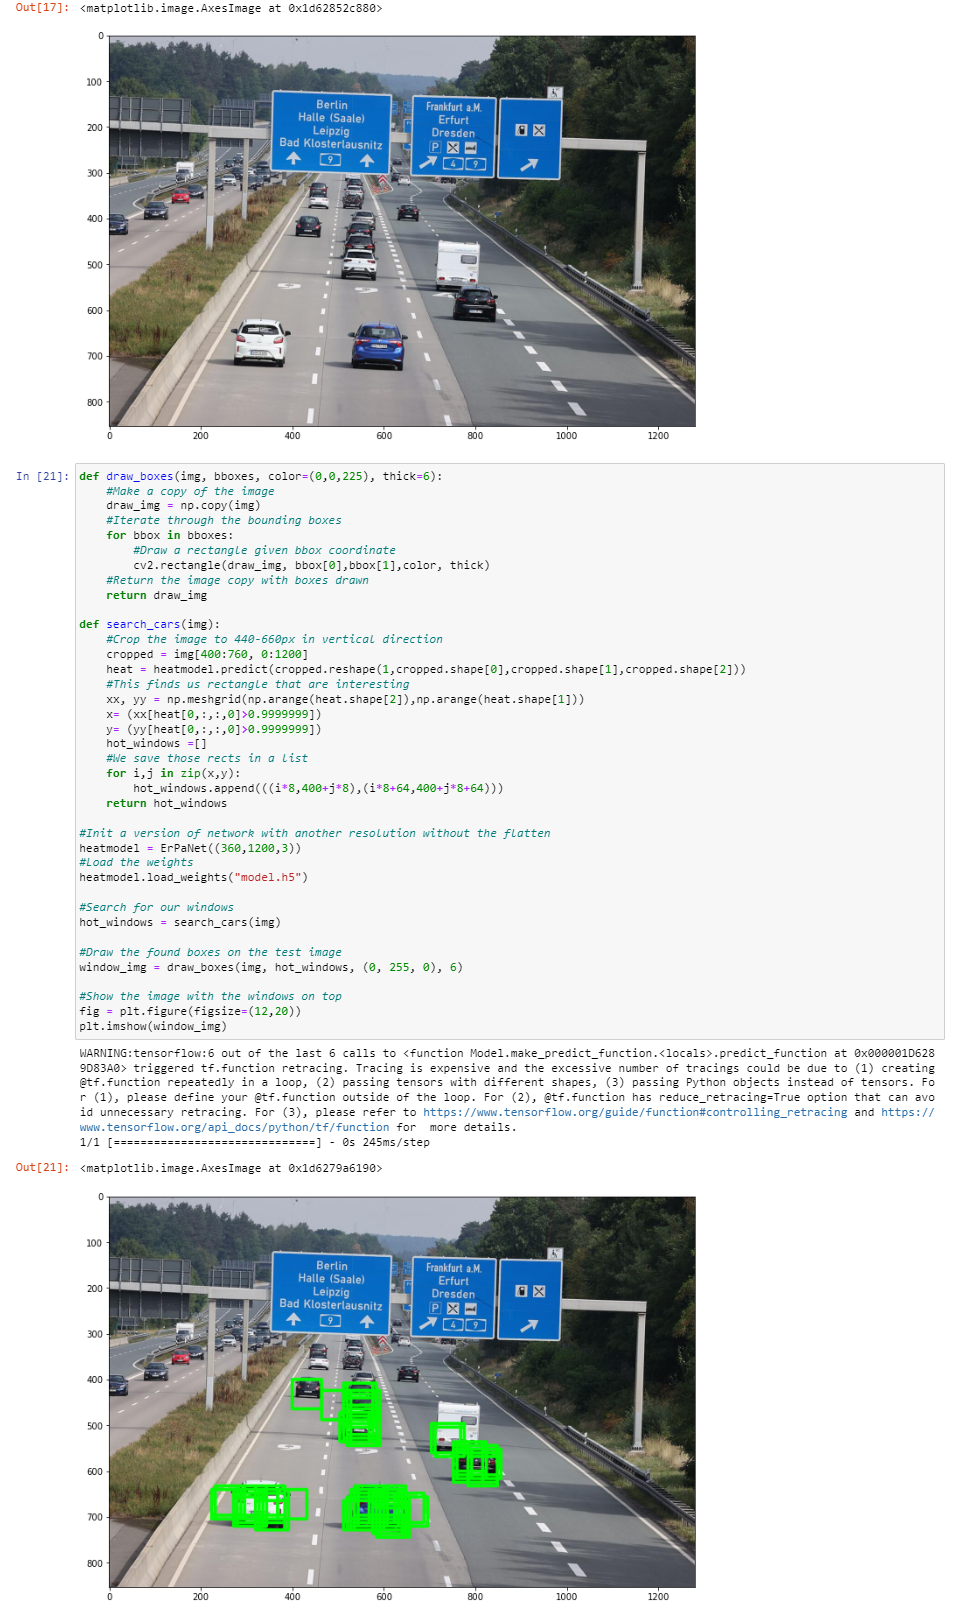 Out[17]: <matplotlib.image.AxesImage at 0x1d62852c880>
0
100
200
300
400
500
600
700
800
0 200 400 600 800 1000 1200
Berlin
Halle (Saale)
Leipzig
Bad Klosterlausnitz
9
Frankfurt a.M.
Erfurt
Dresden
P
4 9
In [21]: def draw_boxes(img, bboxes, color=(0,0,225), thick=6):
#Make a copy of the image
draw_img = np.copy(img)
#Iterate through the bounding boxes
for bbox in bboxes:
#Draw a rectangle given bbox coordinate
cv2.rectangle(draw_img, bbox[0],bbox[1],color, thick)
#Return the image copy with boxes drawn
return draw_img
def search_cars(img):
#Crop the image to 440-660px in vertical direction
cropped = img[400:760, 0:1200]
heat = heatmodel.predict(cropped.reshape(1,cropped.shape[0],cropped.shape[1],cropped.shape[2]))
#This finds us rectangle that are interesting
xx, yy = np.meshgrid(np.arange(heat.shape[2]),np.arange(heat.shape[1]))
x= (xx[heat[0,:,:,0]>0.9999999])
y= (yy[heat[0,:,:,0]>0.9999999])
hot_windows =[]
#We save those rects in a list
for i,j in zip(x,y):
hot_windows.append(((i*8,400+j*8),(i*8+64,400+j*8+64)))
return hot_windows
#Init a version of network with another resolution without the flatten
heatmodel = ErPaNet((360,1200,3))
#Load the weights
heatmodel.load_weights("model.h5")
#Search for our windows
hot_windows = search_cars(img)
#Draw the found boxes on the test image
window_img = draw_boxes(img, hot_windows, (0, 255, 0), 6)
#Show the image with the windows on top
fig = plt.figure(figsize=(12,20))
plt.imshow(window_img)
WARNING:tensorflow:6 out of the last 6 calls to <function Model.make_predict_function.<locals>.predict_function at 0x000001D628
9D83A0> triggered tf.function retracing. Tracing is expensive and the excessive number of tracings could be due to (1) creating
@tf.function repeatedly in a loop, (2) passing tensors with different shapes, (3) passing Python objects instead of tensors. Fo
r (1), please define your @tf.function outside of the loop. For (2), @tf.function has reduce_retracing=True option that can avo
id unnecessary retracing. For (3), please refer to https://www.tensorflow.org/guide/function#controlling_retracing and https://
www.tensorflow.org/api_docs/python/tf/function for  more details.
1/1 [==============================] - 0s 245ms/step
Out[21]: <matplotlib.image.AxesImage at 0x1d6279a6190>
0
100
200
300
400
500
600
700
800
0 200 400 600 800 1000 1200
Berlin
Halle (Saale)
Leipzig
Bad Klosterlausnitz
9
Frankfurt a.M.
Erfurt
Dresden
P
4 9